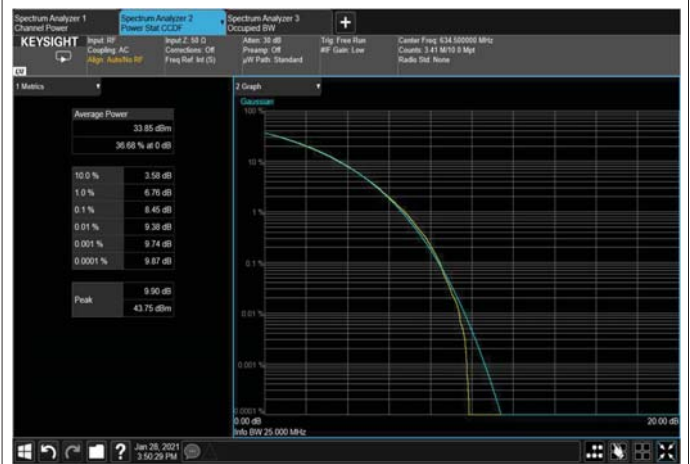 Spectrum Analyzer 1
Channel Power
Spectrum Analyzer 2
Power Stat CCDF
Spectrum Analyzer 3
Occupied BW
KEYSIGHT
Input: RF
Coupling: AC
Align: Auto/No RF
Input Z: 50 Ω
Corrections: Off
Freq Ref: Int (S)
Atten: 30 dB
Preamp: Off
µW Path: Standard
Trig: Free Run
#IF Gain: Low
Center Freq: 634.500000 MHz
Counts: 3.41 M/10.0 Mpt
Radio Std: None
1 Metrics
Average Power
33.85 dBm
36.68 % at 0 dB
10.0 % 3.58 dB
1.0 % 6.76 dB
0.1 % 8.45 dB
0.01 % 9.38 dB
0.001 % 9.74 dB
0.0001 % 9.87 dB
Peak 9.90 dB
43.75 dBm
2 Graph
Gaussian
100 %
10 %
1 %
0.1 %
0.01 %
0.001 %
0.0001 %
0.00 dB
20.00 dB
Info BW 25.000 MHz
Jan 28, 2021
3:50:29 PM